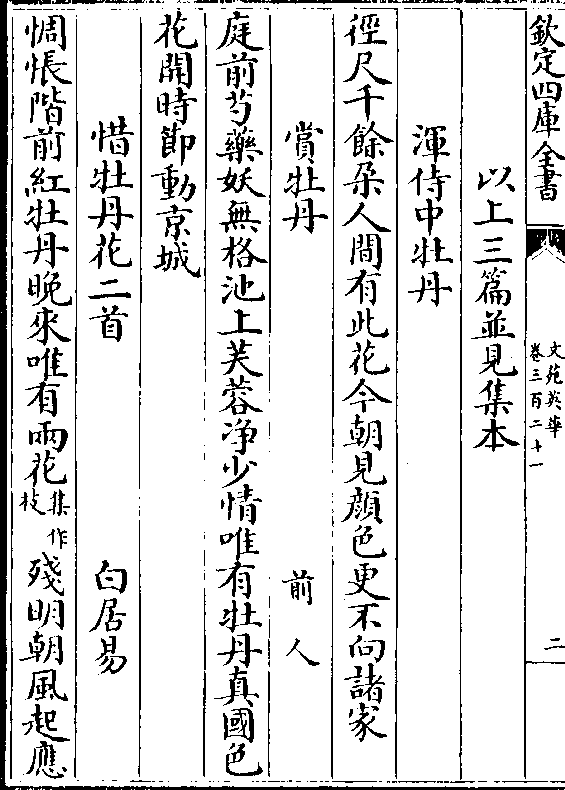 欽定四庫全書
文苑英華
卷三百二十一
二
以上三篇並見集本
渾侍中牡丹
徑尺千餘朶人間有此花今朝見顔色更不向諸家
賞牡丹 前人
庭前芍藥妖無格池上芙蓉浄少情唯有牡丹真國色
花開時節動京城
惜牡丹花二首 白居易
惆悵階前紅牡丹晚來唯有兩花集作枝殘明朝風起應